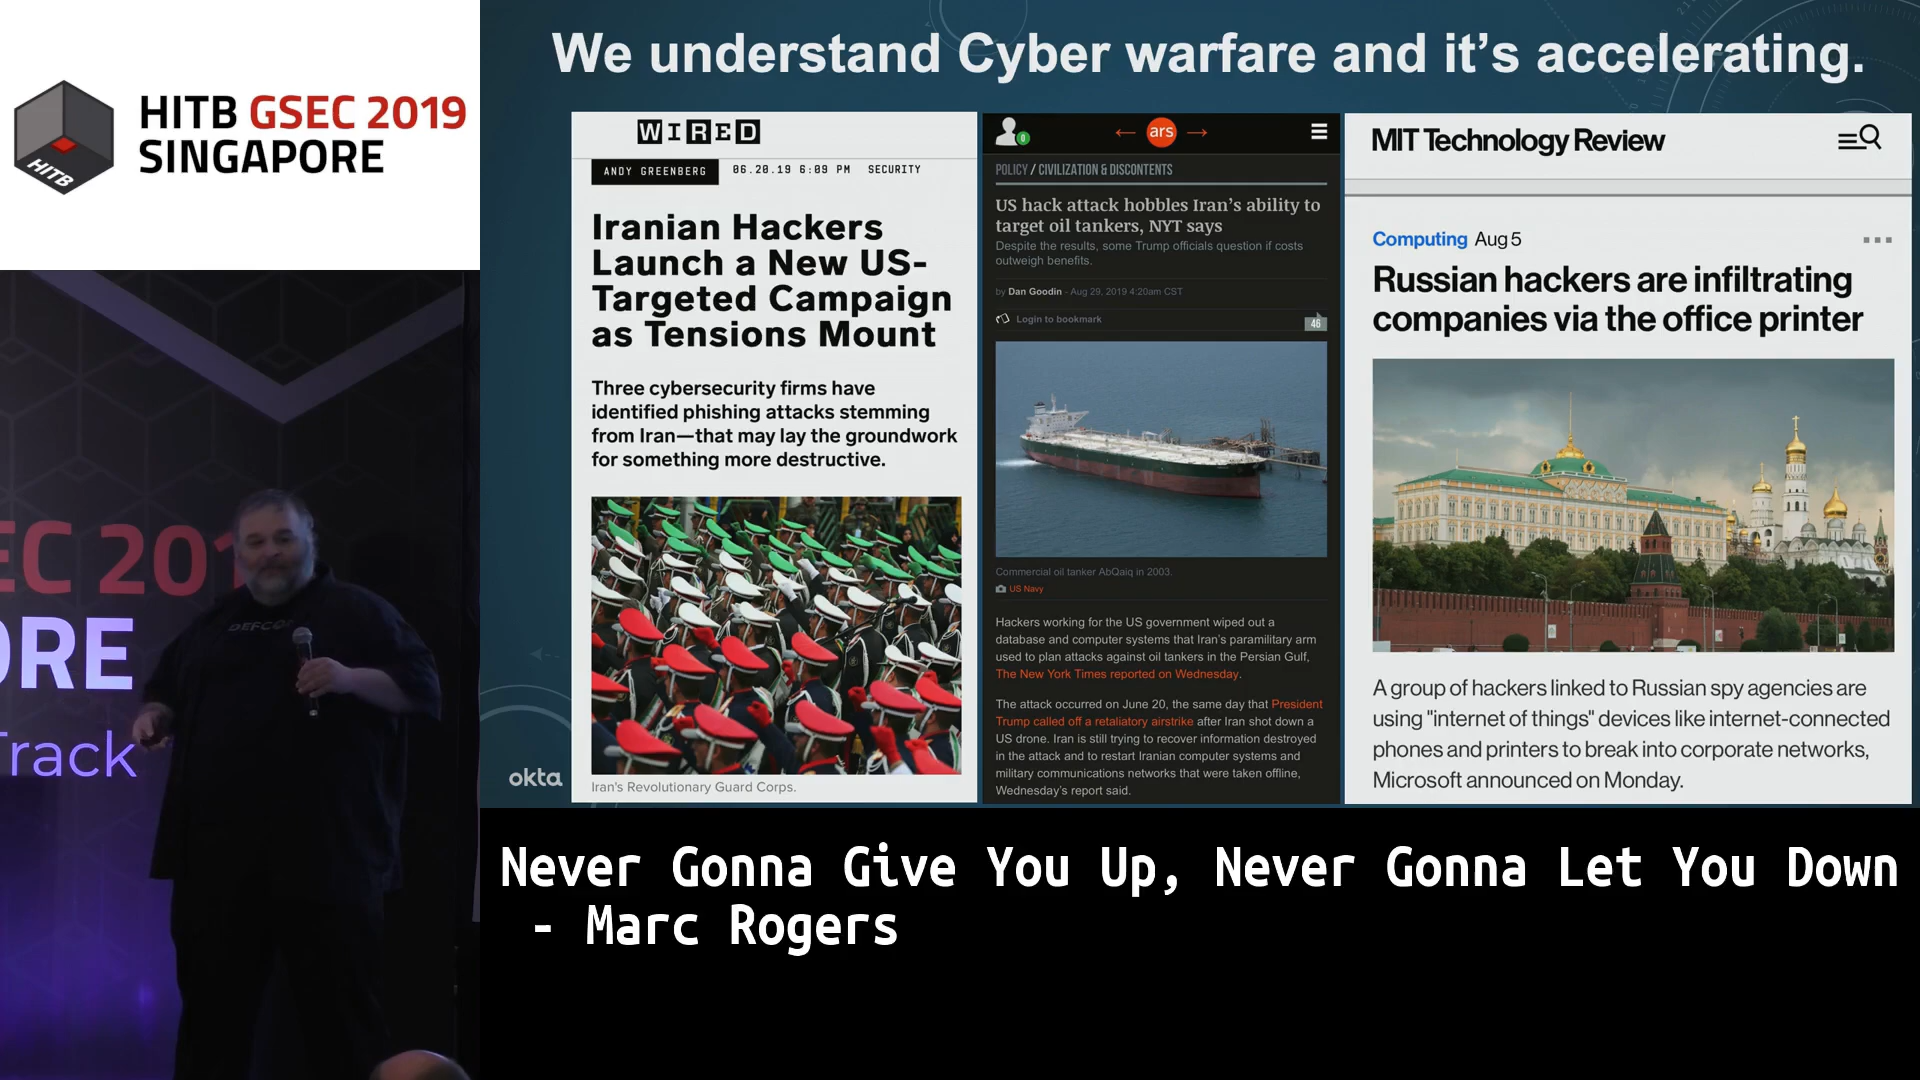 HITB GSEC 2019
SINGAPORE
HITB
EC 201
ORE
Track
DEFCO
We understand Cyber warfare and it's accelerating.
WIRED
ANDY GREENBERG 06.20.19 6:09 PM SECURITY
Iranian Hackers
Launch a New US-
Targeted Campaign
as Tensions Mount
Three cybersecurity firms have
identified phishing attacks stemming
from Iran—that may lay the groundwork
for something more destructive.
Iran's Revolutionary Guard Corps.
0
← ars →
POLICY / CIVILIZATION & DISCONTENTS
US hack attack hobbles Iran's ability to
target oil tankers, NYT says
Despite the results, some Trump officials question if costs
outweigh benefits.
by Dan Goodin - Aug 29, 2019 4:20am CST
Login to bookmark
46
Commercial oil tanker AbQaiq in 2003.
US Navy
Hackers working for the US government wiped out a
database and computer systems that Iran's paramilitary arm
used to plan attacks against oil tankers in the Persian Gulf,
The New York Times reported on Wednesday.
The attack occurred on June 20, the same day that President
Trump called off a retaliatory airstrike after Iran shot down a
US drone. Iran is still trying to recover information destroyed
in the attack and to restart Iranian computer systems and
military communications networks that were taken offline,
Wednesday's report said.
MIT Technology Review
Computing Aug 5
Russian hackers are infiltrating
companies via the office printer
A group of hackers linked to Russian spy agencies are
using "internet of things" devices like internet-connected
phones and printers to break into corporate networks,
Microsoft announced on Monday.
okta
Never Gonna Give You Up, Never Gonna Let You Down
- Marc Rogers